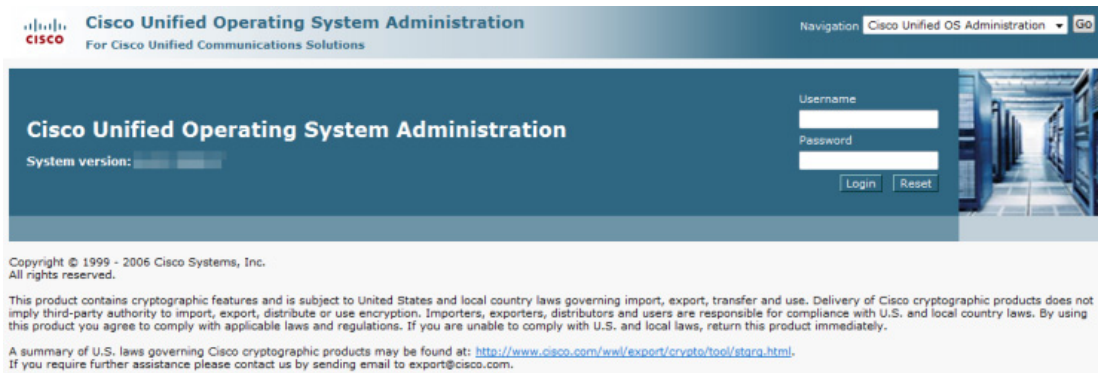 CISCO
Cisco Unified Operating System Administration
For Cisco Unified Communications Solutions
Navigation Cisco Unified OS Administration Go
Cisco Unified Operating System Administration
System version:
Username
Password
Login Reset
Copyright © 1999 - 2006 Cisco Systems, Inc.
All rights reserved.
This product contains cryptographic features and is subject to United States and local country laws governing import, export, transfer and use. Delivery of Cisco cryptographic products does not
imply third-party authority to import, export, distribute or use encryption. Importers, exporters, distributors and users are responsible for compliance with U.S. and local country laws. By using
this product you agree to comply with applicable laws and regulations. If you are unable to comply with U.S. and local laws, return this product immediately.
A summary of U.S. laws governing Cisco cryptographic products may be found at: http://www.cisco.com/wwl/export/crypto/tool/stqrg.html.
If you require further assistance please contact us by sending email to export@cisco.com.